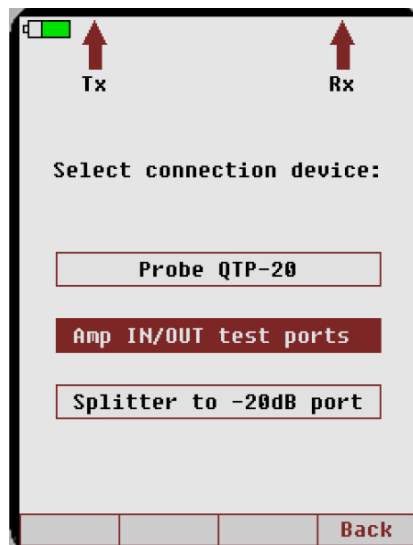 Tx Rx
Select connection device:
Probe QTP-20
Amp IN/OUT test ports
Splitter to -20dB port
Back